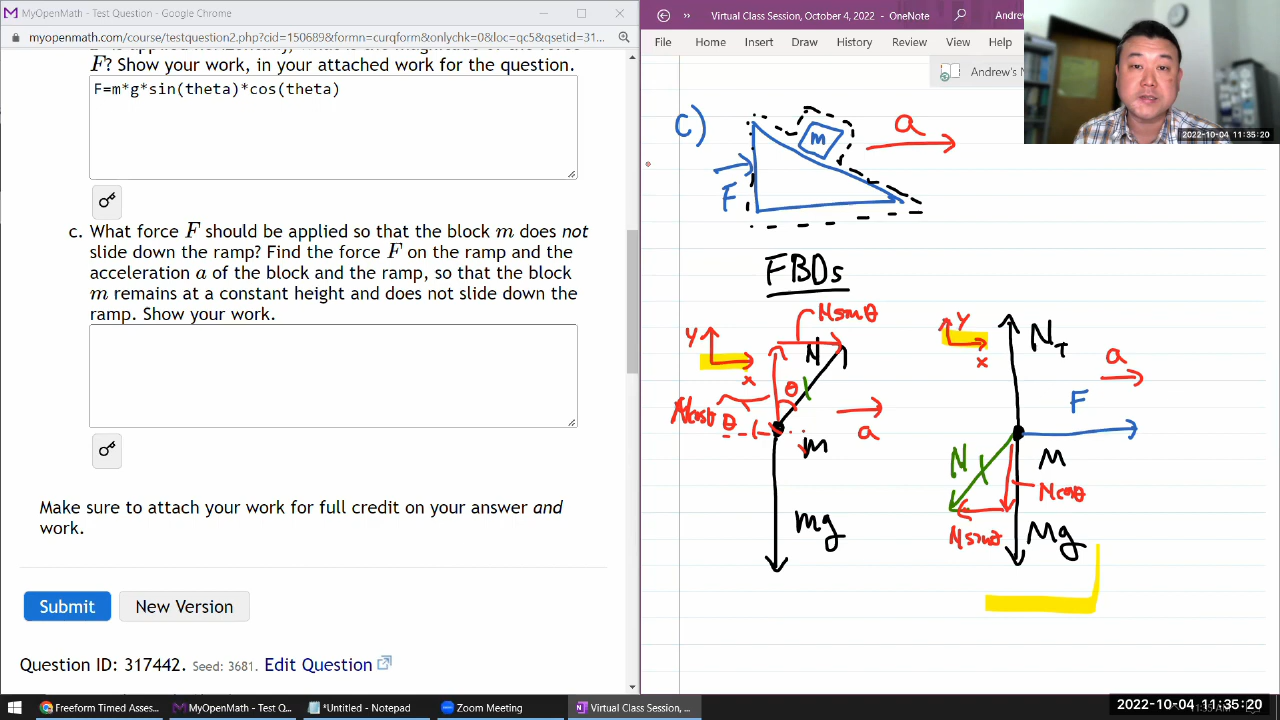 MyOpenMath - Test Question - Google Chrome
myopenmath.com/course/testquestion2.php?cid=150689&formn=curqform&onlychk=0&loc=qc5&qsetid=31...
F? Show your work, in your attached work for the question.
F=m*g*sin(theta)*cos(theta)
c. What force F should be applied so that the block m does not
slide down the ramp? Find the force F on the ramp and the
acceleration a of the block and the ramp, so that the block
m remains at a constant height and does not slide down the
ramp. Show your work.
Make sure to attach your work for full credit on your answer and
work.
Submit
New Version
Question ID: 317442. Seed: 3681. Edit Question
Virtual Class Session, October 4, 2022 - OneNote
Andrew
File Home Insert Draw History Review View Help
Andrew's N
2022-10-04 11:35:20
c)
m
a
F
FBDs
N sinθ
Y
x
N
θ
N cosθ
θ
a
m
mg
Y
x
N_T
a
F
N
M
N cosθ
N sinθ
Mg
Freeform Timed Asses...
MyOpenMath - Test Q...
*Untitled - Notepad
Zoom Meeting
Virtual Class Session, ...
2022-10-04 11:35:20